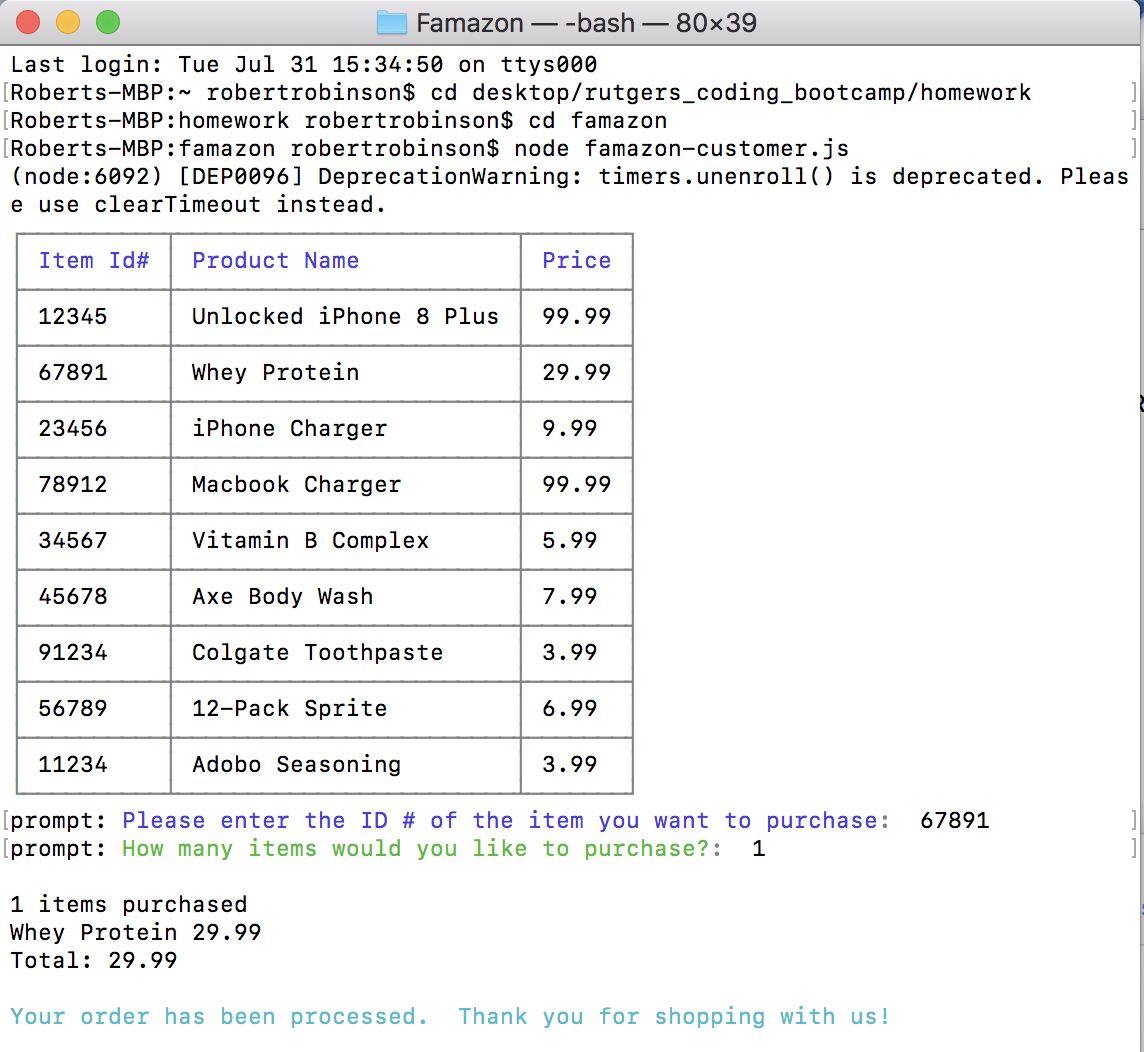 Famazon — -bash — 80×39
Last login: Tue Jul 31 15:34:50 on ttys000
[Roberts-MBP:~ robertrobinson$ cd desktop/rutgers_coding_bootcamp/homework ]
[Roberts-MBP:homework robertrobinson$ cd famazon ]
[Roberts-MBP:famazon robertrobinson$ node famazon-customer.js ]
(node:6092) [DEP0096] DeprecationWarning: timers.unenroll() is deprecated. Pleas
e use clearTimeout instead.
Item Id# Product Name Price
12345 Unlocked iPhone 8 Plus 99.99
67891 Whey Protein 29.99
23456 iPhone Charger 9.99
78912 Macbook Charger 99.99
34567 Vitamin B Complex 5.99
45678 Axe Body Wash 7.99
91234 Colgate Toothpaste 3.99
56789 12-Pack Sprite 6.99
11234 Adobo Seasoning 3.99
[prompt: Please enter the ID # of the item you want to purchase:  67891 ]
[prompt: How many items would you like to purchase?:  1 ]
1 items purchased
Whey Protein 29.99
Total: 29.99
Your order has been processed.  Thank you for shopping with us!